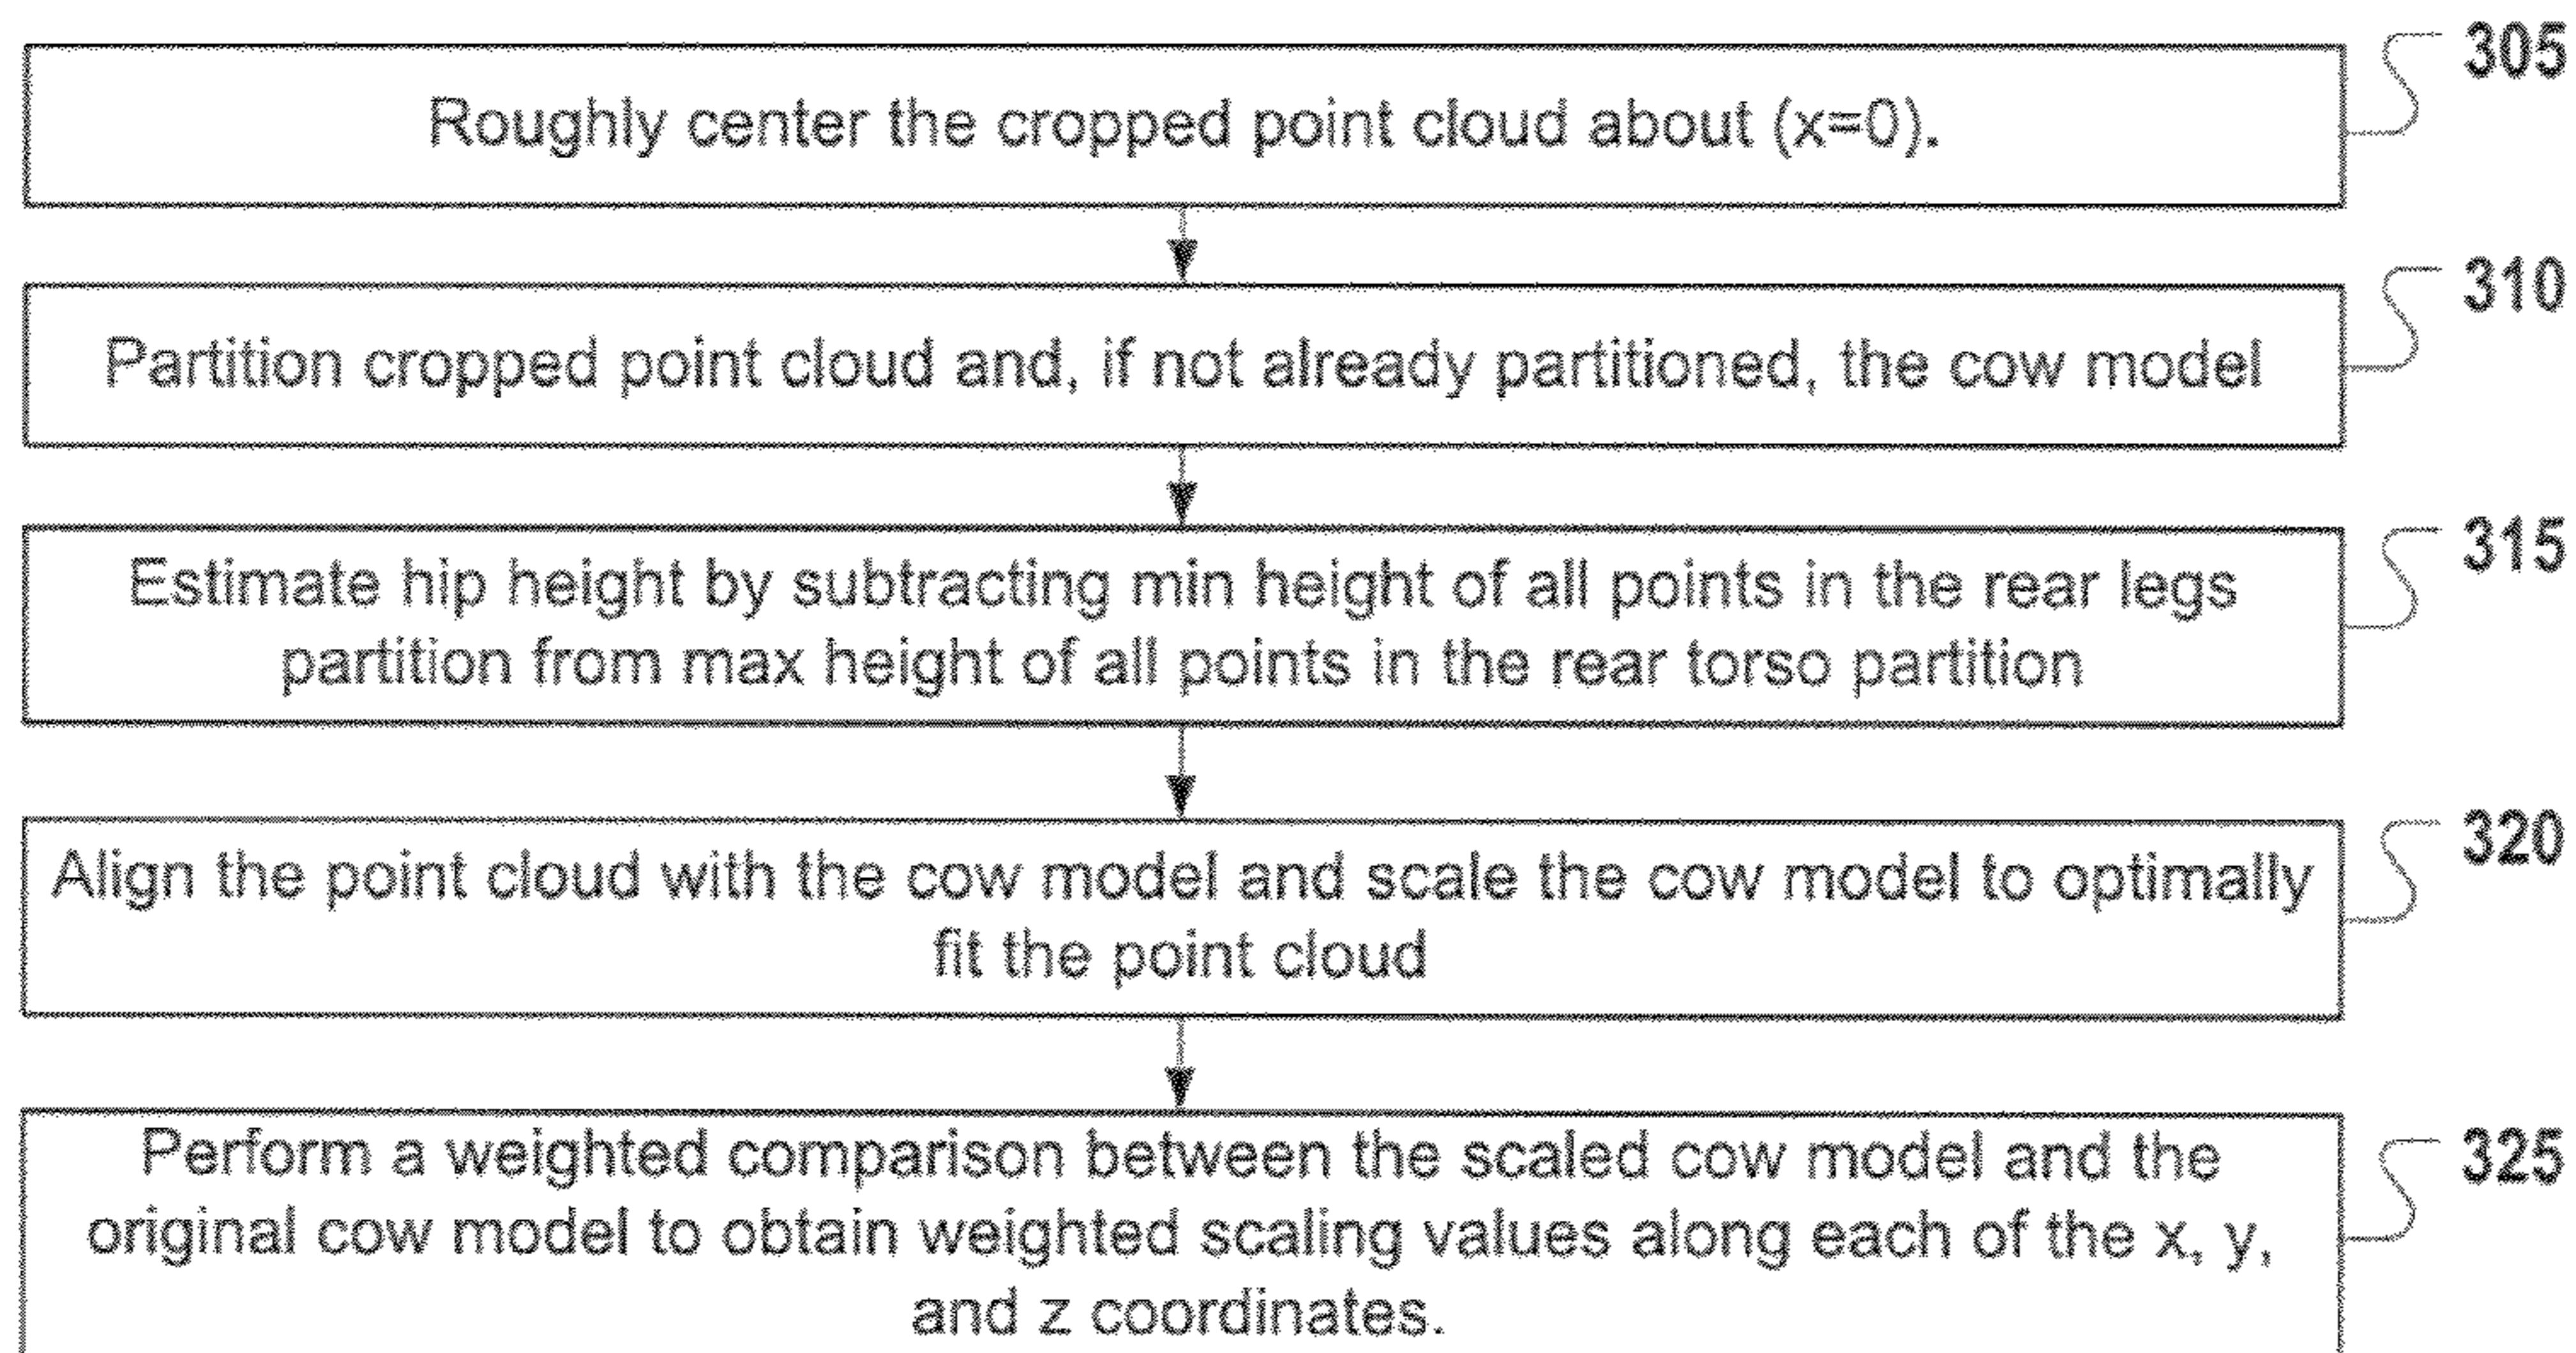 305
Roughly center the cropped point cloud about (x=0).
310
Partition cropped point cloud and, if not already partitioned, the cow model
315
Estimate hip height by subtracting min height of all points in the rear legs
partition from max height of all points in the rear torso partition
320
Align the point cloud with the cow model and scale the cow model to optimally
fit the point cloud
325
Perform a weighted comparison between the scaled cow model and the
original cow model to obtain weighted scaling values along each of the x, y,
and z coordinates.